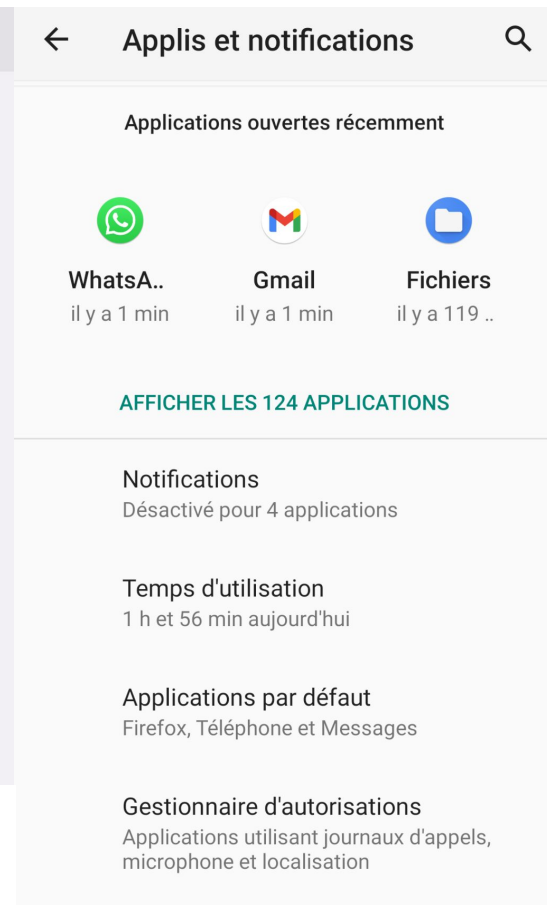 Applis et notifications
Applications ouvertes récemment
WhatsA.. Gmail Fichiers
il y a 1 min il y a 1 min il y a 119 ..
AFFICHER LES 124 APPLICATIONS
Notifications
Désactivé pour 4 applications
Temps d'utilisation
1 h et 56 min aujourd'hui
Applications par défaut
Firefox, Téléphone et Messages
Gestionnaire d'autorisations
Applications utilisant journaux d'appels,
microphone et localisation